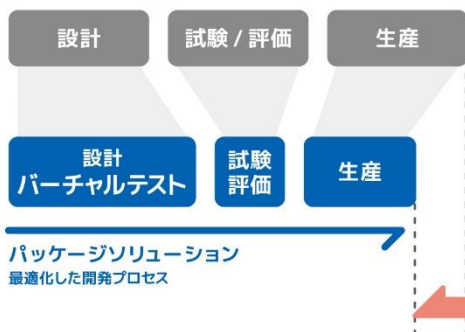 設計
試験 / 評価
生産
設計
バーチャルテスト
試験
評価
生産
パッケージソリューション
最適化した開発プロセス